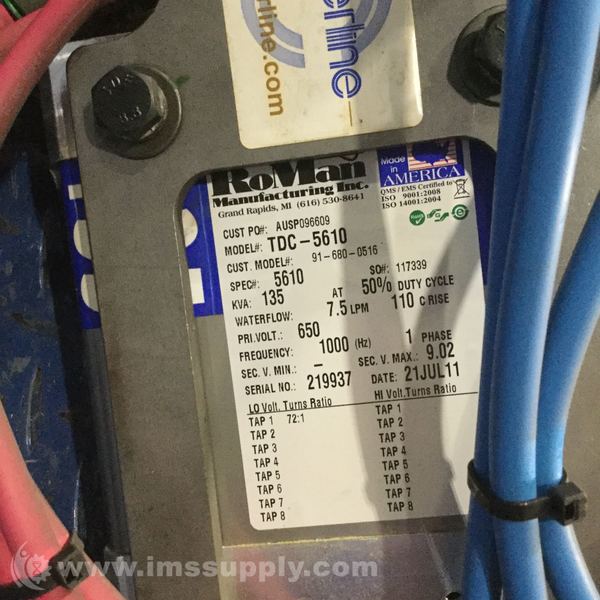 erline
erline.com
RoMan
Manufacturing Inc.
Grand Rapids, MI (616) 530-8641
Made in
AMERICA
QMS / EMS Certified to
ISO 9001:2008
ISO 14001:2004
CUST PO#: AUSP096609
MODEL#: TDC-5610
CUST. MODEL#: 91-680-0516
SPEC#: 5610 SO#: 117339
KVA: 135 AT 50% DUTY CYCLE
WATERFLOW: 7.5 LPM 110 C RISE
PRI.VOLT.: 650
FREQUENCY: 1000 (Hz) 1 PHASE
SEC. V. MIN.: – SEC. V. MAX.: 9.02
SERIAL NO.: 219937 DATE: 21JUL11
LO Volt. Turns Ratio HI Volt. Turns Ratio
TAP 1 72:1 TAP 1
TAP 2 TAP 2
TAP 3 TAP 3
TAP 4 TAP 4
TAP 5 TAP 5
TAP 6 TAP 6
TAP 7 TAP 7
TAP 8 TAP 8
© www.imssupply.com